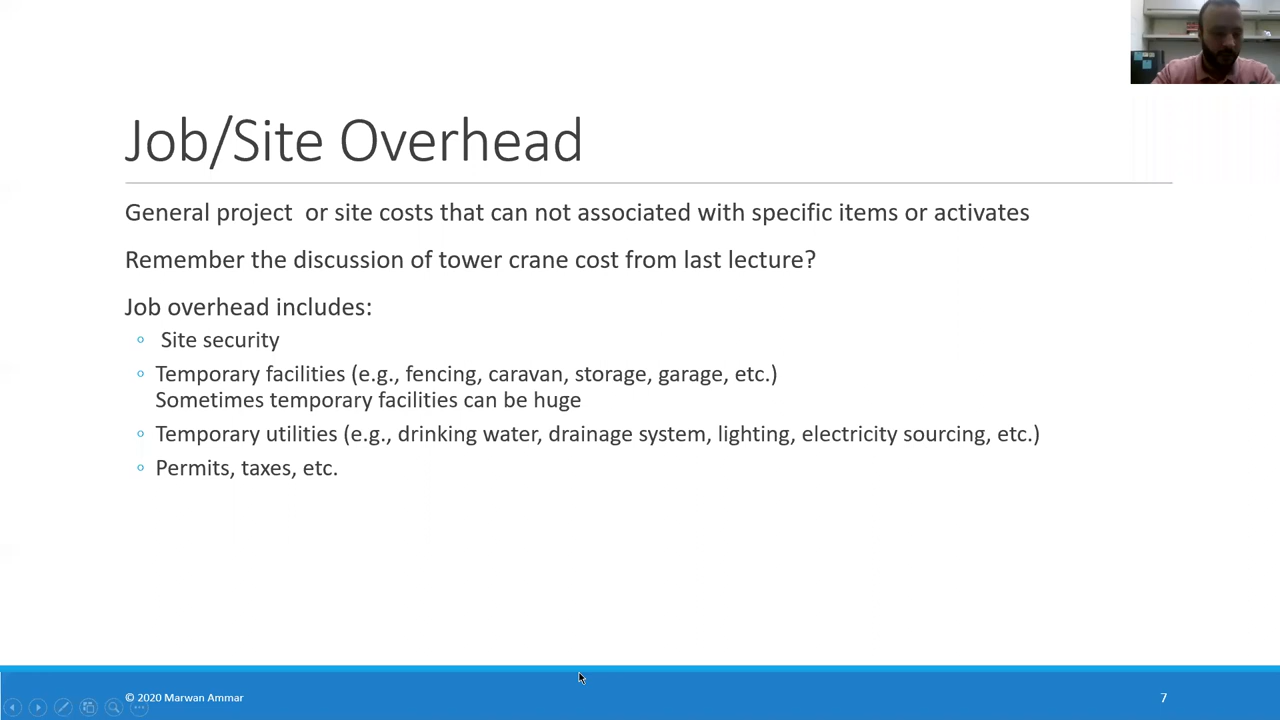 Job/Site Overhead
General project  or site costs that can not associated with specific items or activates
Remember the discussion of tower crane cost from last lecture?
Job overhead includes:
Site security
Temporary facilities (e.g., fencing, caravan, storage, garage, etc.)
Sometimes temporary facilities can be huge
Temporary utilities (e.g., drinking water, drainage system, lighting, electricity sourcing, etc.)
Permits, taxes, etc.
© 2020 Marwan Ammar
7